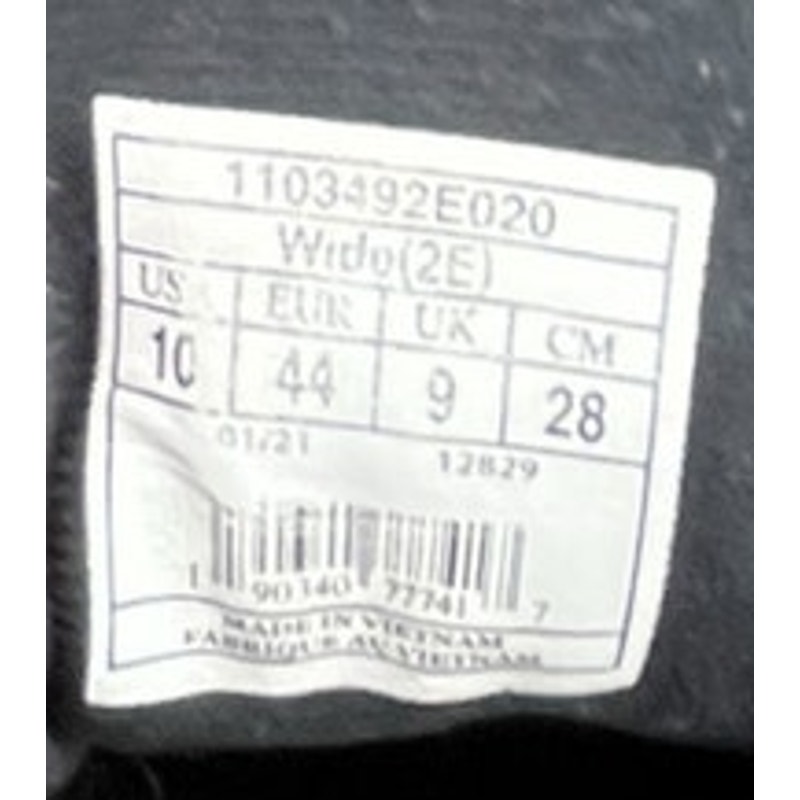 1103492E020
Wide(2E)
US EUR UK CM
10 44 9 28
01/21 12829
1 90340 77741 7
MADE IN VIETNAM
FABRIQUE AU VIETNAM